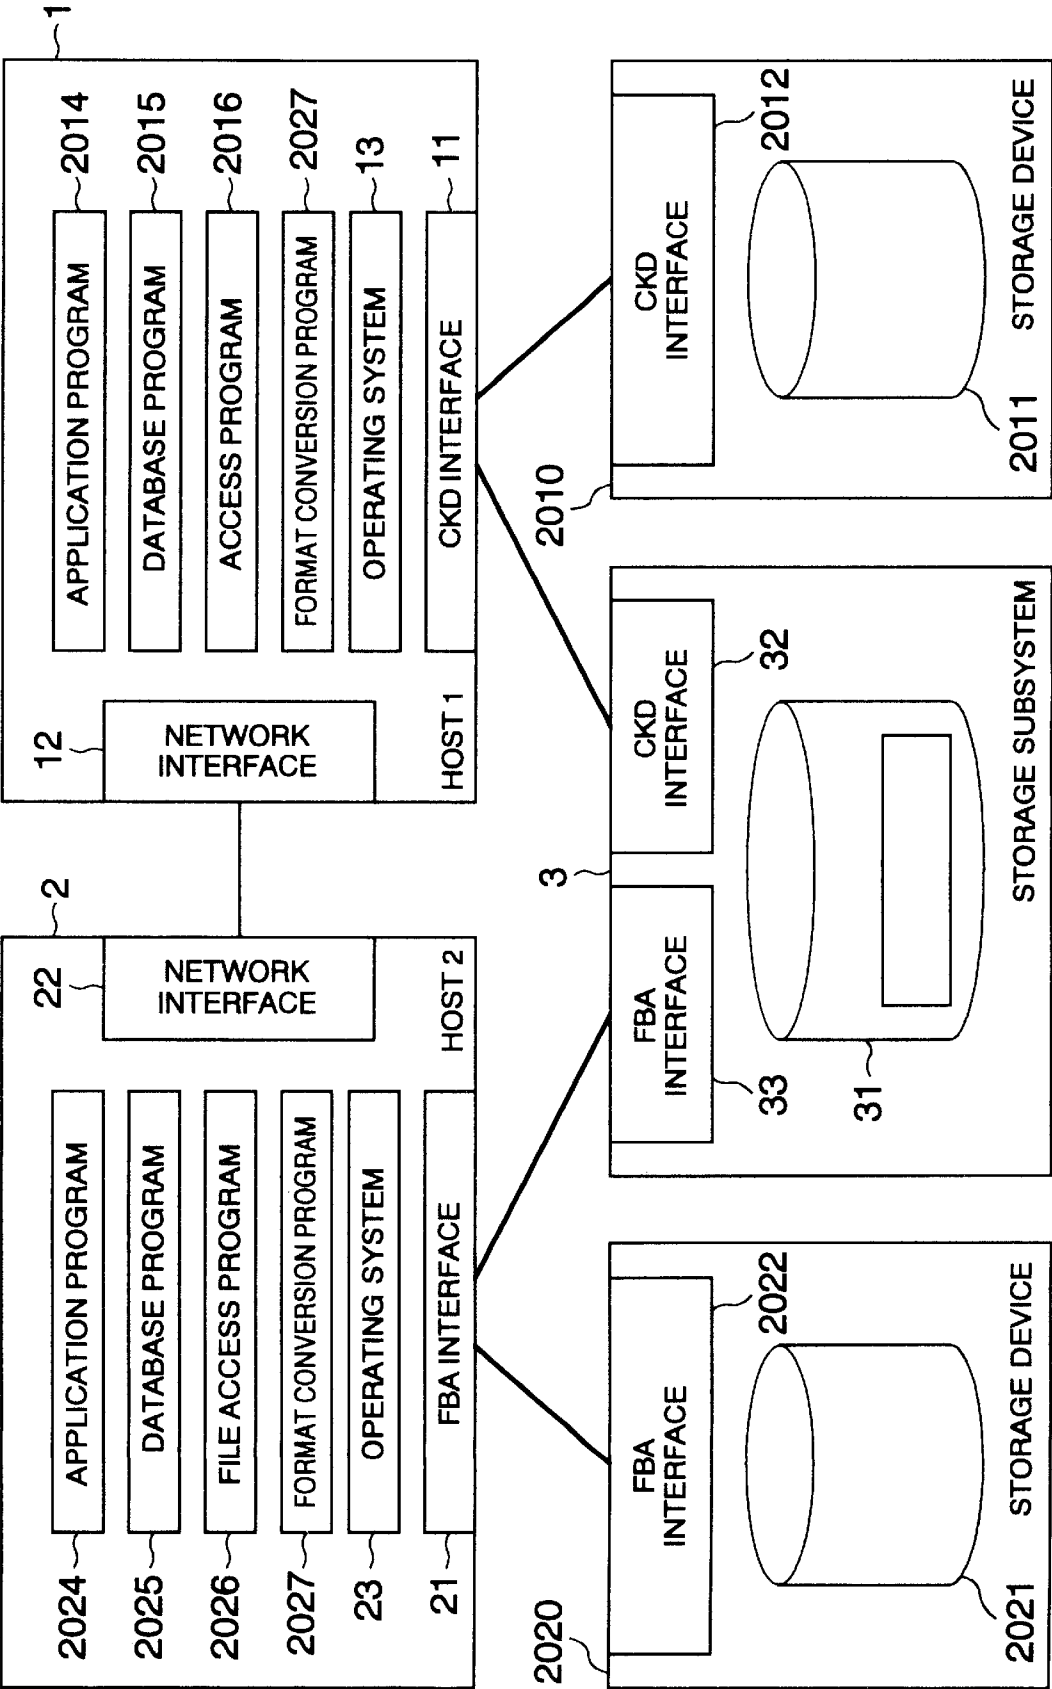 2
22
NETWORK
INTERFACE
2024
APPLICATION PROGRAM
2025
DATABASE PROGRAM
2026
FILE ACCESS PROGRAM
2027
FORMAT CONVERSION PROGRAM
23
OPERATING SYSTEM
21
FBA INTERFACE
HOST 2
1
12
NETWORK
INTERFACE
APPLICATION PROGRAM
2014
DATABASE PROGRAM
2015
ACCESS PROGRAM
2016
FORMAT CONVERSION PROGRAM
2027
OPERATING SYSTEM
13
CKD INTERFACE
11
HOST 1
2020
FBA
INTERFACE
2022
2021
STORAGE DEVICE
3
FBA
INTERFACE
33
CKD
INTERFACE
32
31
STORAGE SUBSYSTEM
2010
CKD
INTERFACE
2012
2011
STORAGE DEVICE